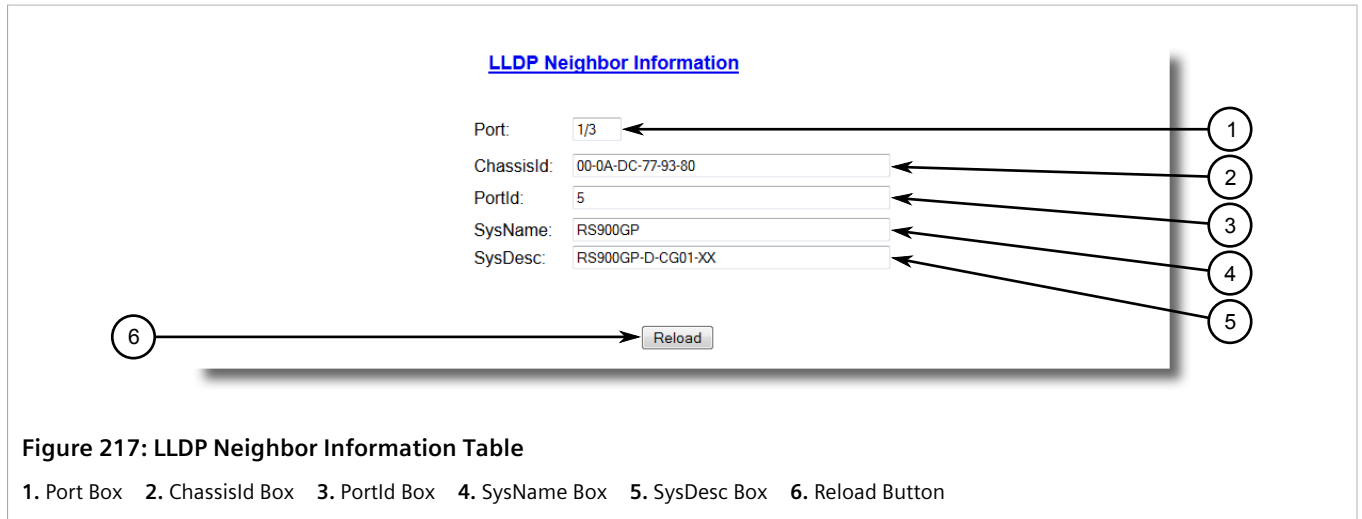 LLDP Neighbor Information
Port: 1/3
1
ChassisId: 00-0A-DC-77-93-80
2
PortId: 5
3
SysName: RS900GP
4
SysDesc: RS900GP-D-CG01-XX
5
6
Reload
Figure 217: LLDP Neighbor Information Table
1. Port Box 2. ChassisId Box 3. PortId Box 4. SysName Box 5. SysDesc Box 6. Reload Button